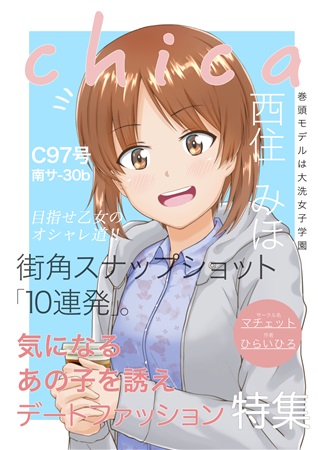 chica
巻頭モデルは大洗女子学園
西住 みほ
C97号
南サ-30b
目指せ乙女の
オシャレ道!!
街角スナップショット
「10連発」。
サークル名
マチェット
作者
ひらいひろ
気になる
あの子を誘え
デートファッション特集